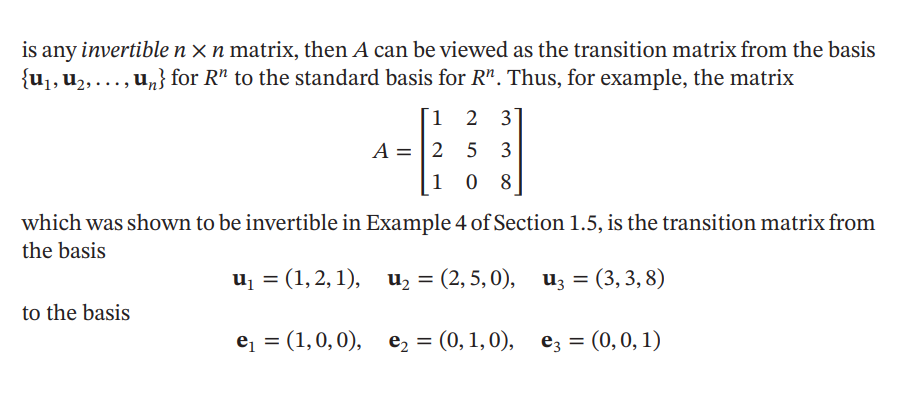 is any invertible n × n matrix, then A can be viewed as the transition matrix from the basis
{u₁, u₂, . . . , uₙ} for Rⁿ to the standard basis for Rⁿ. Thus, for example, the matrix
A = [1 2 3
2 5 3
1 0 8]
which was shown to be invertible in Example 4 of Section 1.5, is the transition matrix from
the basis
u₁ = (1, 2, 1), u₂ = (2, 5, 0), u₃ = (3, 3, 8)
to the basis
e₁ = (1, 0, 0), e₂ = (0, 1, 0), e₃ = (0, 0, 1)